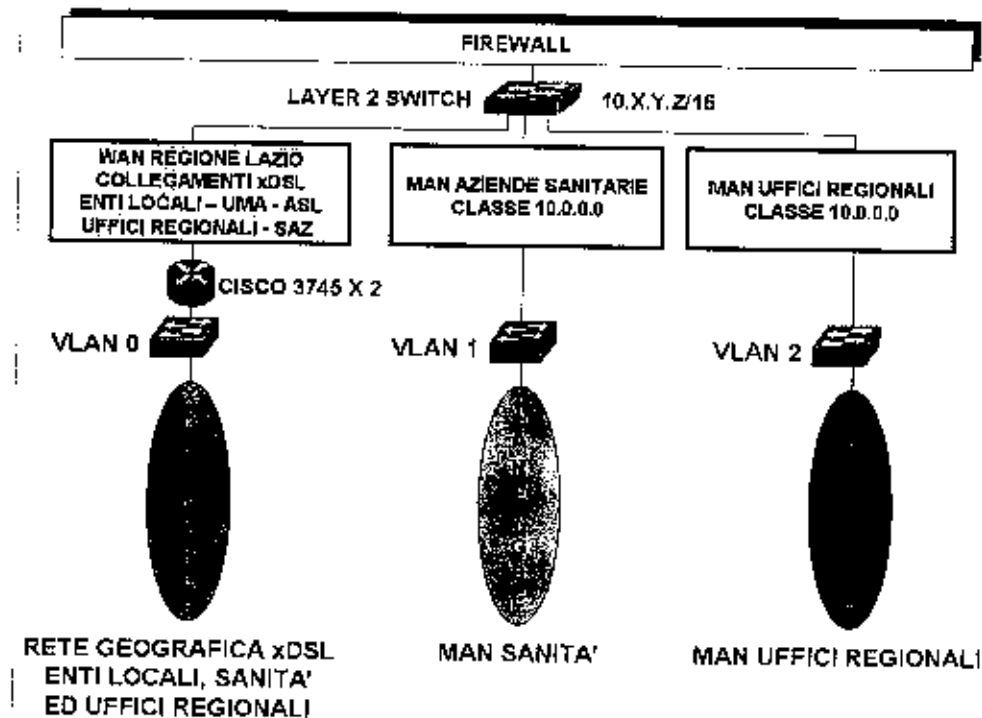 FIREWALL
LAYER 2 SWITCH
10.X.Y.Z/16
WAN REGIONE LAZIO
COLLEGAMENTI xDSL
ENTI LOCALI – UMA - ASL
UFFICI REGIONALI - SAZ
MAN AZIENDE SANITARIE
CLASSE 10.0.0.0
MAN UFFICI REGIONALI
CLASSE 10.0.0.0
CISCO 3745 X 2
VLAN 0
VLAN 1
VLAN 2
RETE GEOGRAFICA xDSL
ENTI LOCALI, SANITA'
ED UFFICI REGIONALI
MAN SANITA'
MAN UFFICI REGIONALI